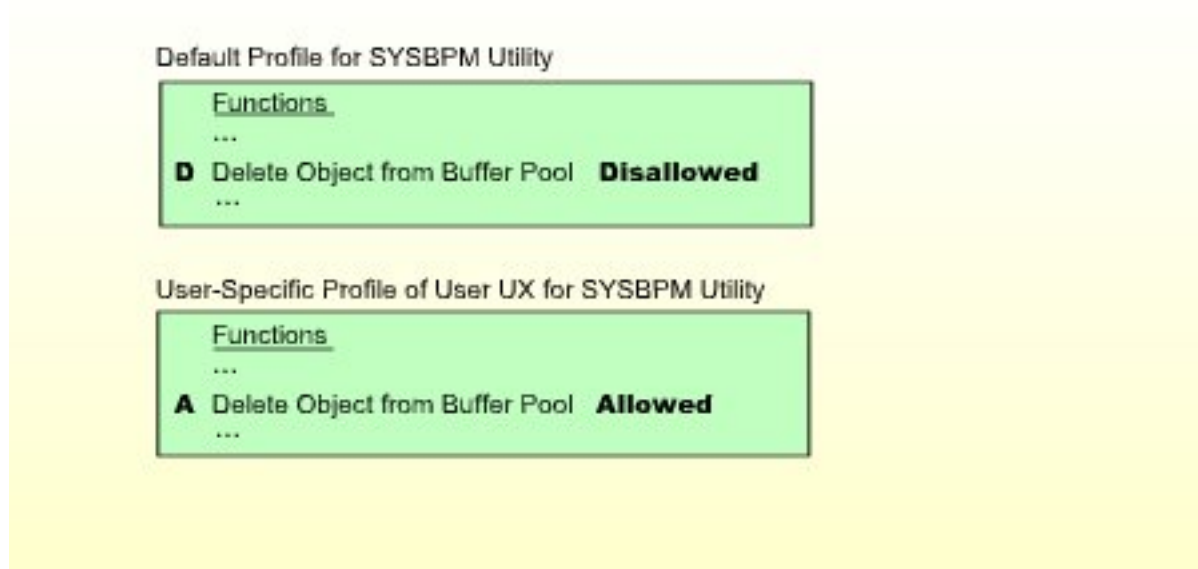 Default Profile for SYSBPM Utility
Functions
...
D Delete Object from Buffer Pool Disallowed
...
User-Specific Profile of User UX for SYSBPM Utility
Functions
...
A Delete Object from Buffer Pool Allowed
...